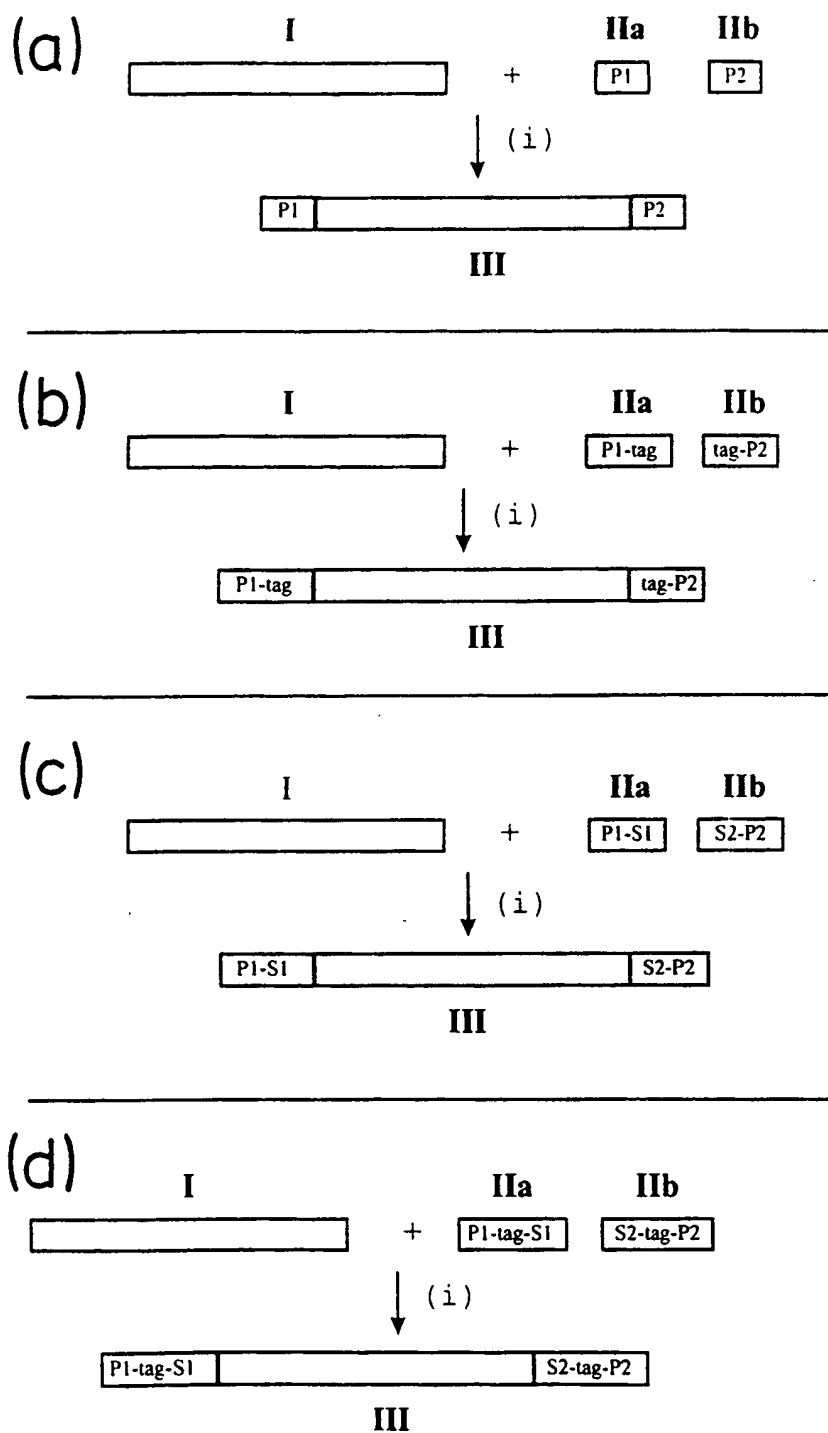 (a)
I IIa IIb
+ P1 P2
(i)
P1 P2
III
(b)
I IIa IIb
+ P1-tag tag-P2
(i)
P1-tag tag-P2
III
(c)
I IIa IIb
+ P1-S1 S2-P2
(i)
P1-S1 S2-P2
III
(d)
I IIa IIb
+ P1-tag-S1 S2-tag-P2
(i)
P1-tag-S1 S2-tag-P2
III